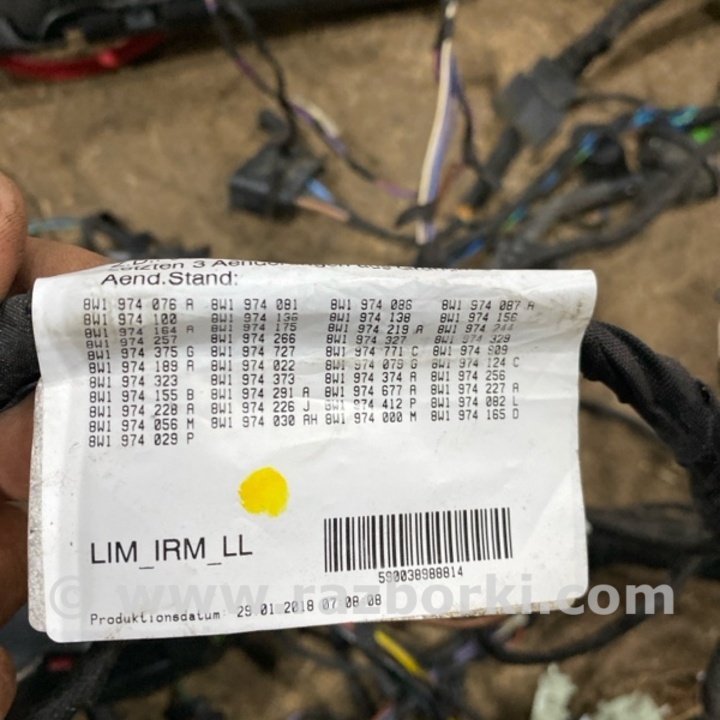 Letzten 3 Aender
Aend.Stand:
8W1 974 076 A 8W1 974 081 8W1 974 086 8W1 974 087 A
8W1 974 100 8W1 974 136 8W1 974 138 8W1 974 156
8W1 974 164 A 8W1 974 175 8W1 974 219 A 8W1 974 244
8W1 974 257 8W1 974 266 8W1 974 327 8W1 974 329
8W1 974 375 G 8W1 974 727 8W1 974 771 C 8W1 974 909
8W1 974 189 A 8W1 974 022 8W1 974 079 G 8W1 974 124 C
8W1 974 323 8W1 974 373 8W1 974 374 A 8W1 974 256
8W1 974 155 B 8W1 974 291 A 8W1 974 677 A 8W1 974 227 A
8W1 974 228 A 8W1 974 226 J 8W1 974 412 P 8W1 974 082 L
8W1 974 056 M 8W1 974 030 AH 8W1 974 000 M 8W1 974 165 D
8W1 974 029 P
LIM_IRM_LL
590038988814
© www.razborki.com
Produktionsdatum: 29.01.2018 07:08:08